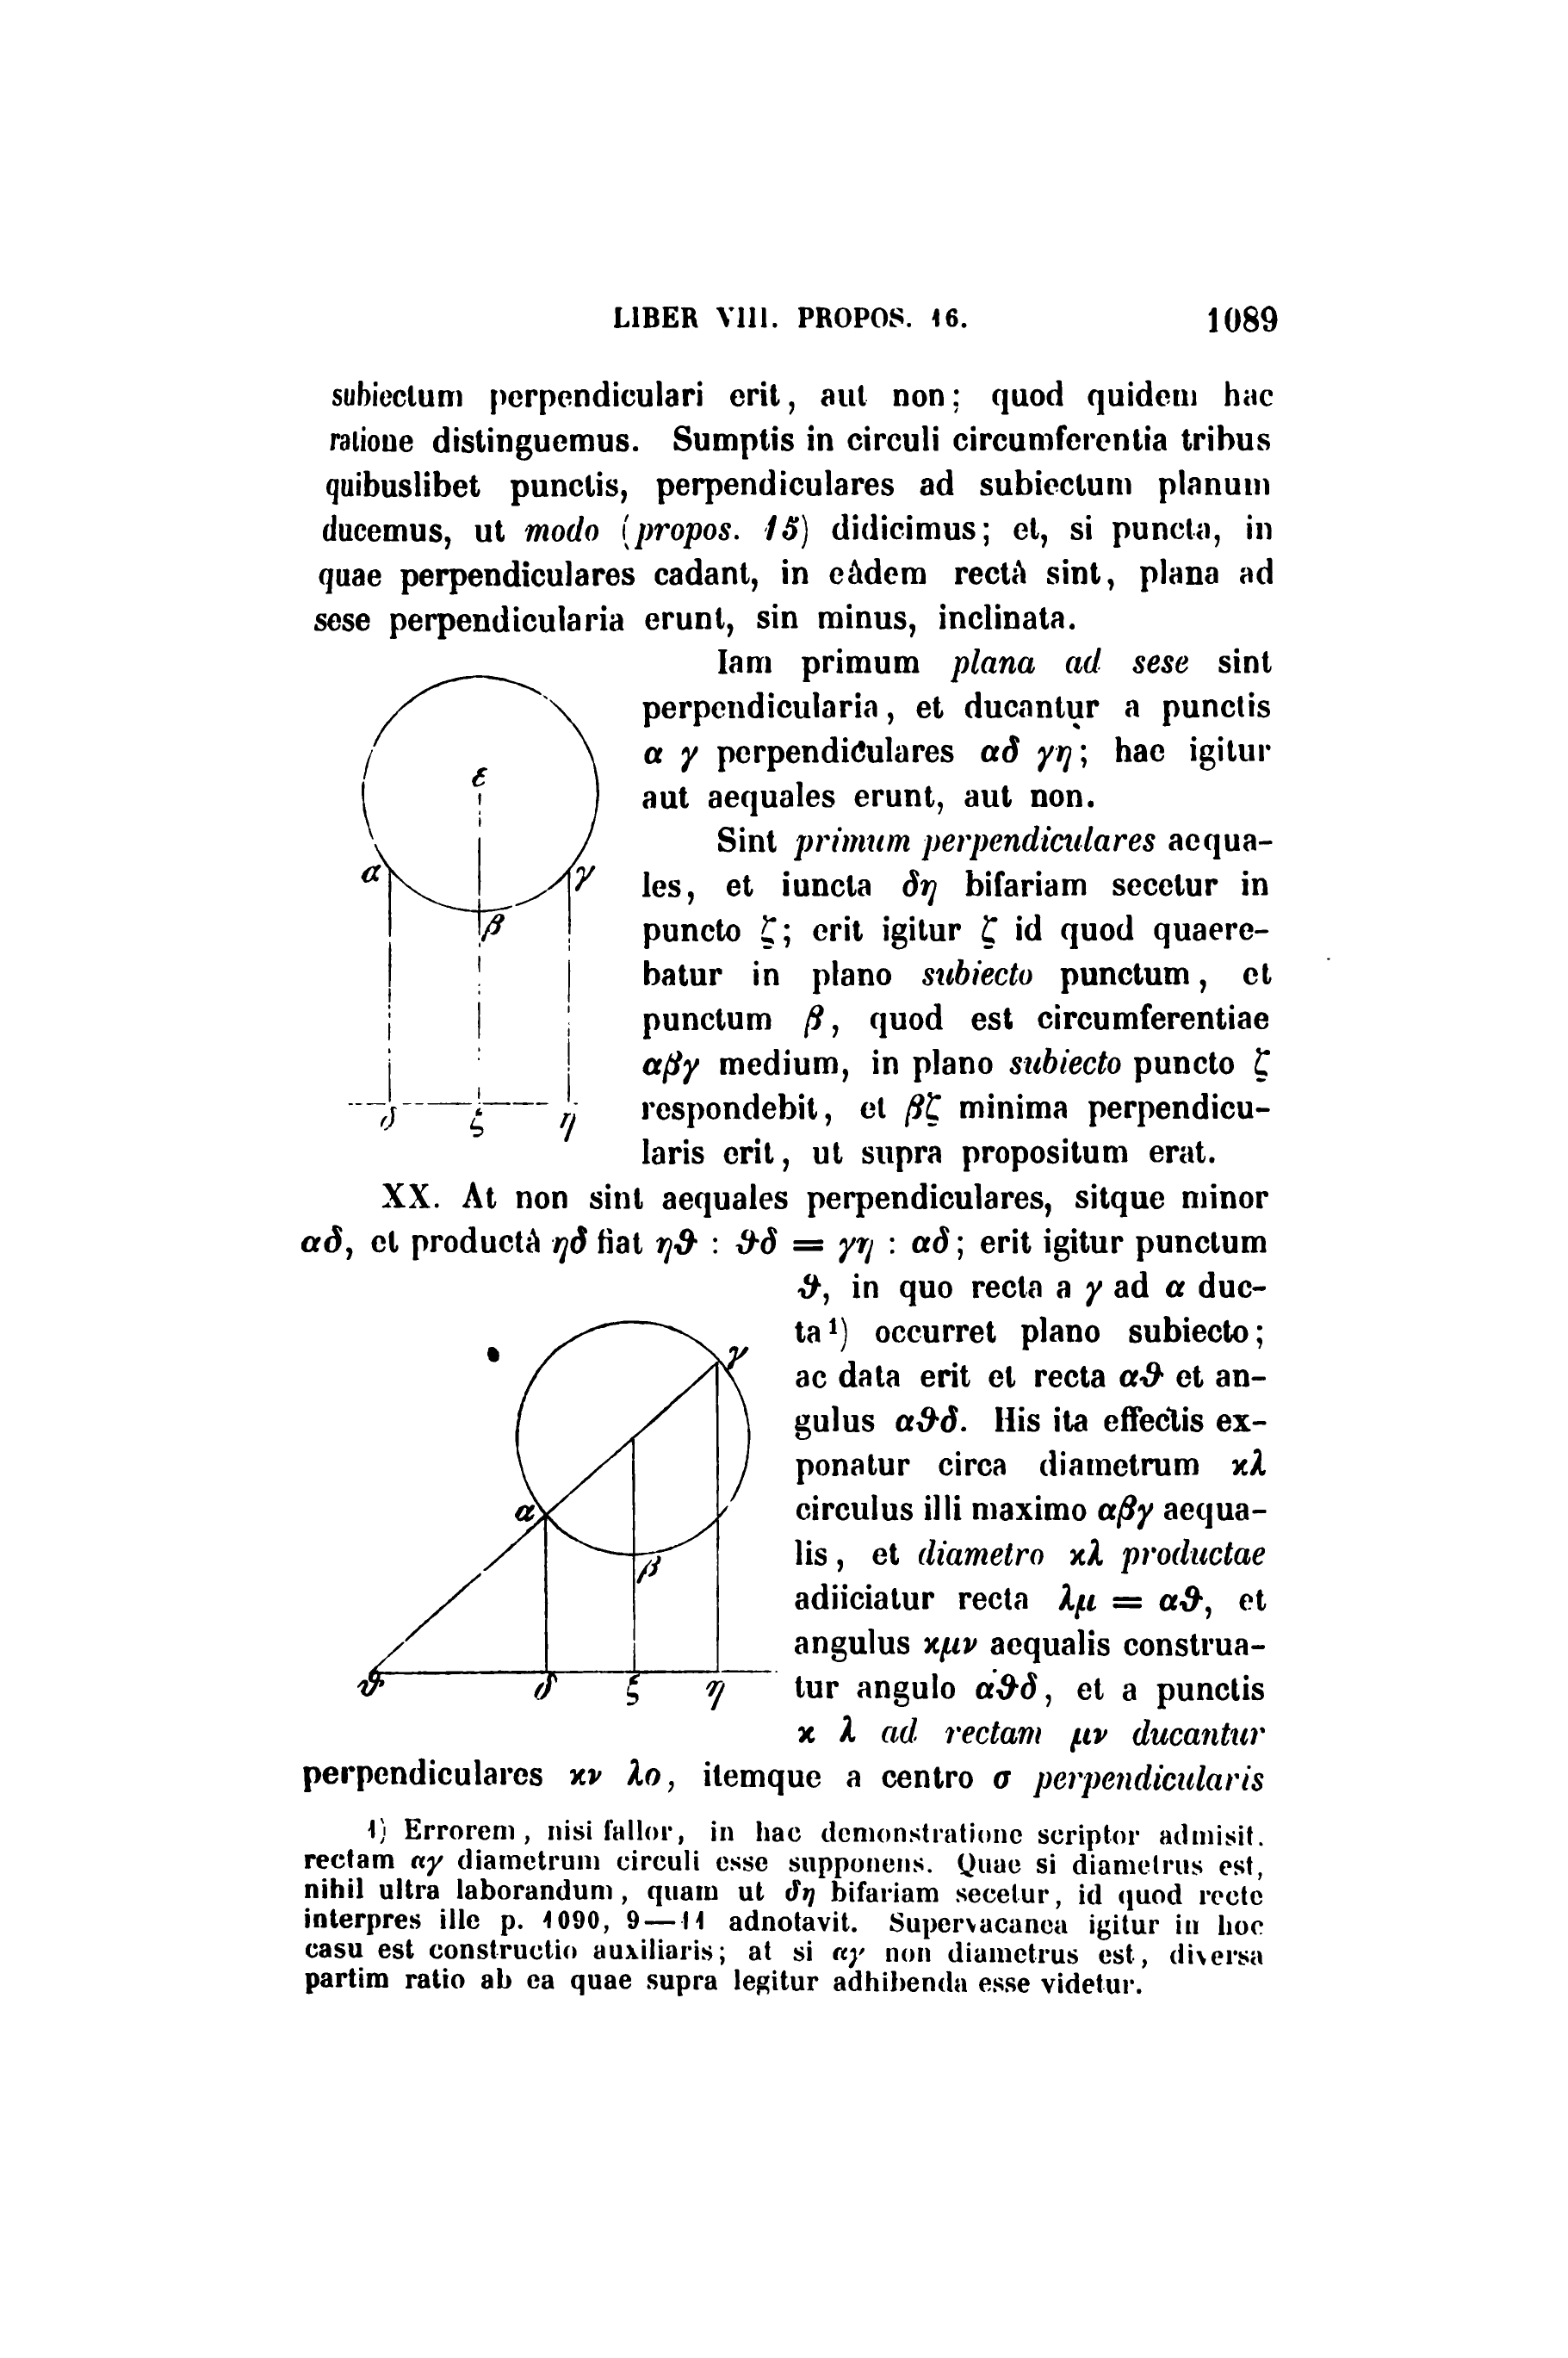 LIBER VIII. PROPOS. 16. 1089
subiectum perpendiculari erit, aut non; quod quidem hac
ratione distinguemus. Sumptis in circuli circumferentia tribus
quibuslibet punctis, perpendiculares ad subiectum planum
ducemus, ut modo (propos. 15) didicimus; et, si puncta, in
quae perpendiculares cadant, in eâdem rectâ sint, plana ad
sese perpendicularia erunt, sin minus, inclinata.
Iam primum plana ad sese sint
perpendicularia, et ducantur a punctis
α γ perpendiculares αδ γη; hae igitur
aut aequales erunt, aut non.
Sint primum perpendiculares aequa-
les, et iuncta δη bifariam secetur in
puncto ζ; erit igitur ζ id quod quaere-
batur in plano subiecto punctum, et
punctum β, quod est circumferentiae
αβγ medium, in plano subiecto puncto ζ
respondebit, et βζ minima perpendicu-
laris erit, ut supra propositum erat.
ε
α
γ
β
δ ζ η
XX. At non sint aequales perpendiculares, sitque minor
αδ, et productâ ηδ fiat ηϑ : ϑδ = γη : αδ; erit igitur punctum
ϑ, in quo recta a γ ad α duc-
ta ¹) occurret plano subiecto;
ac data erit et recta αϑ et an-
gulus αϑδ. His ita effectis ex-
ponatur circa diametrum κλ
circulus illi maximo αβγ aequa-
lis, et diametro κλ productae
adiiciatur recta λμ = αϑ, et
angulus κμν aequalis construa-
tur angulo αϑδ, et a punctis
κ λ ad rectam μν ducantur
γ
α
β
ϑ δ ξ η
perpendiculares κν λο, itemque a centro σ perpendicularis
1) Errorem, nisi fallor, in hac demonstratione scriptor admisit.
rectam αγ diametrum circuli esse supponens. Quae si diametrus est,
nihil ultra laborandum, quam ut δη bifariam secetur, id quod recte
interpres ille p. 1090, 9—11 adnotavit. Supervacanea igitur in hoc
casu est constructio auxiliaris; at si αγ non diametrus est, diversa
partim ratio ab ea quae supra legitur adhibenda esse videtur.